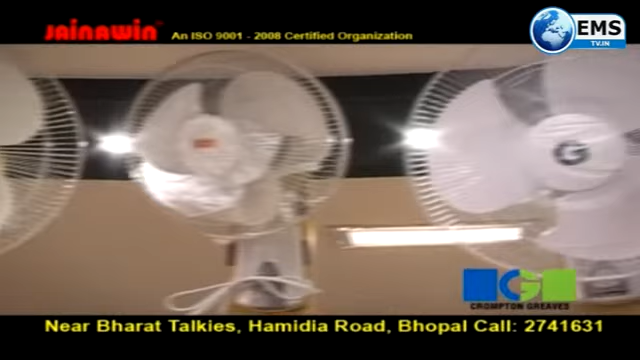 JAINAWIN
An ISO 9001 - 2008 Certified Organization
EMS
TV.IN
G
CG
CROMPTON GREAVES
Near Bharat Talkies, Hamidia Road, Bhopal Call: 2741631